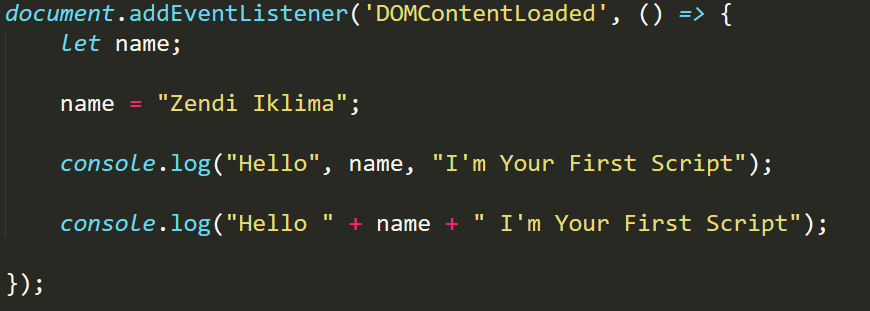 document.addEventListener('DOMContentLoaded', () => {
    let name;
    name = "Zendi Iklima";
    console.log("Hello", name, "I'm Your First Script");
    console.log("Hello " + name + " I'm Your First Script");
});